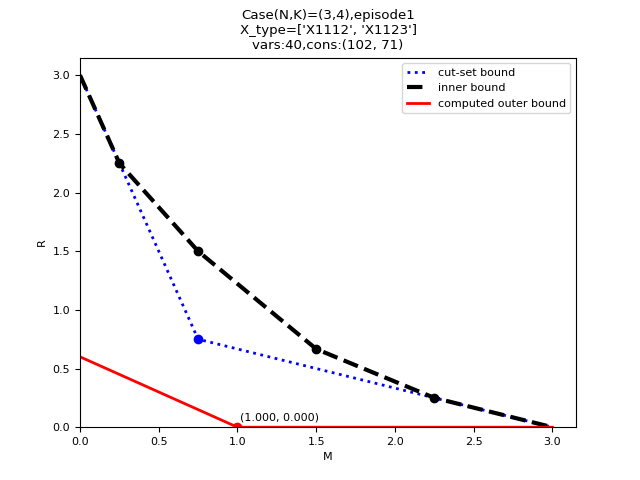 Case(N,K)=(3,4),episode1
X_type=['X1112', 'X1123']
vars:40,cons:(102, 71)
cut-set bound
inner bound
computed outer bound
3.0
2.5
2.0
1.5
1.0
0.5
0.0
R
(1.000, 0.000)
0.0 0.5 1.0 1.5 2.0 2.5 3.0
M